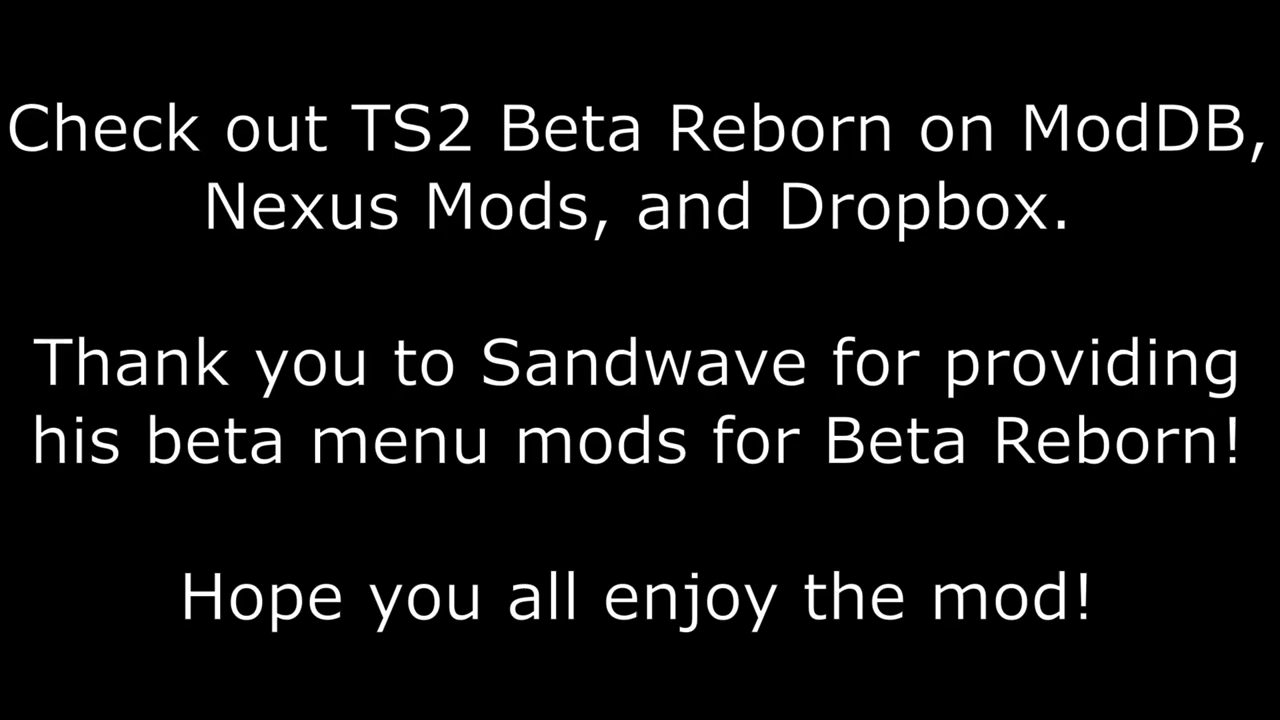 Check out TS2 Beta Reborn on ModDB,
Nexus Mods, and Dropbox.
Thank you to Sandwave for providing
his beta menu mods for Beta Reborn!
Hope you all enjoy the mod!